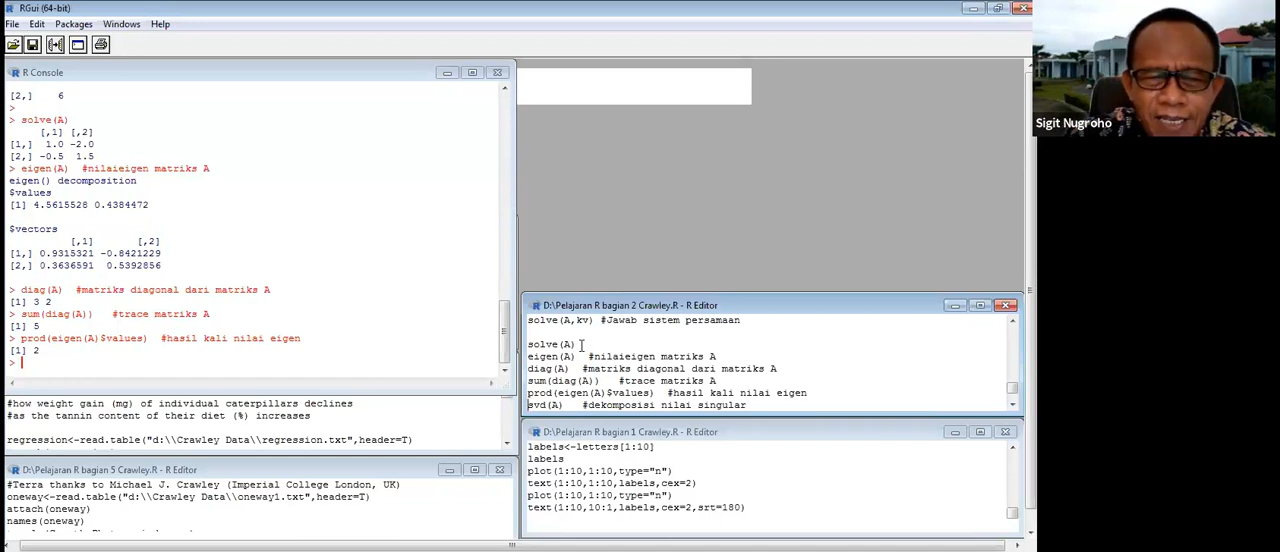 RGui (64-bit)
File Edit Packages Windows Help
R Console
[2,] 6
>
> solve(A)
[,1] [,2]
[1,] 1.0 -2.0
[2,] -0.5 1.5
> eigen(A) #nilaieigen matriks A
eigen() decomposition
$values
[1] 4.5615528 0.4384472
$vectors
[,1] [,2]
[1,] 0.9315321 -0.8421229
[2,] 0.3636591 0.5392856
> diag(A) #matriks diagonal dari matriks A
[1] 3 2
> sum(diag(A)) #trace matriks A
[1] 5
> prod(eigen(A)$values) #hasil kali nilai eigen
[1] 2
>
#how weight gain (mg) of individual caterpillars declines
#as the tannin content of their diet (%) increases
regression<-read.table("d:\\Crawley Data\\regression.txt",header=T)
D:\Pelajaran R bagian 5 Crawley.R - R Editor
#Terra thanks to Michael J. Crawley (Imperial College London, UK)
oneway<-read.table("d:\\Crawley Data\\oneway1.txt",header=T)
attach(oneway)
names(oneway)
D:\Pelajaran R bagian 2 Crawley.R - R Editor
solve(A,kv) #Jawab sistem persamaan
solve(A)
eigen(A) #nilaieigen matriks A
diag(A) #matriks diagonal dari matriks A
sum(diag(A)) #trace matriks A
prod(eigen(A)$values) #hasil kali nilai eigen
svd(A) #dekomposisi nilai singular
D:\Pelajaran R bagian 1 Crawley.R - R Editor
labels<-letters[1:10]
labels
plot(1:10,1:10,type="n")
text(1:10,1:10,labels,cex=2)
plot(1:10,1:10,type="n")
text(1:10,10:1,labels,cex=2,srt=180)
Sigit Nugroho